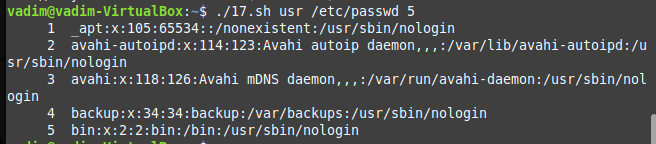 vadim@vadim-VirtualBox:~$ ./17.sh usr /etc/passwd 5
1 _apt:x:105:65534::/nonexistent:/usr/sbin/nologin
2 avahi-autoipd:x:114:123:Avahi autoip daemon,,,:/var/lib/avahi-autoipd:/u
sr/sbin/nologin
3 avahi:x:118:126:Avahi mDNS daemon,,,:/var/run/avahi-daemon:/usr/sbin/nol
ogin
4 backup:x:34:34:backup:/var/backups:/usr/sbin/nologin
5 bin:x:2:2:bin:/bin:/usr/sbin/nologin